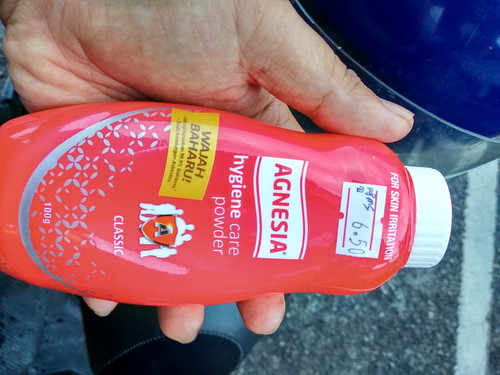 FOR SKIN IRRITATION
6.50
AGNESIA®
hygiene care
powder
WAJAH
BAHARU!
A
CLASSIC
100g